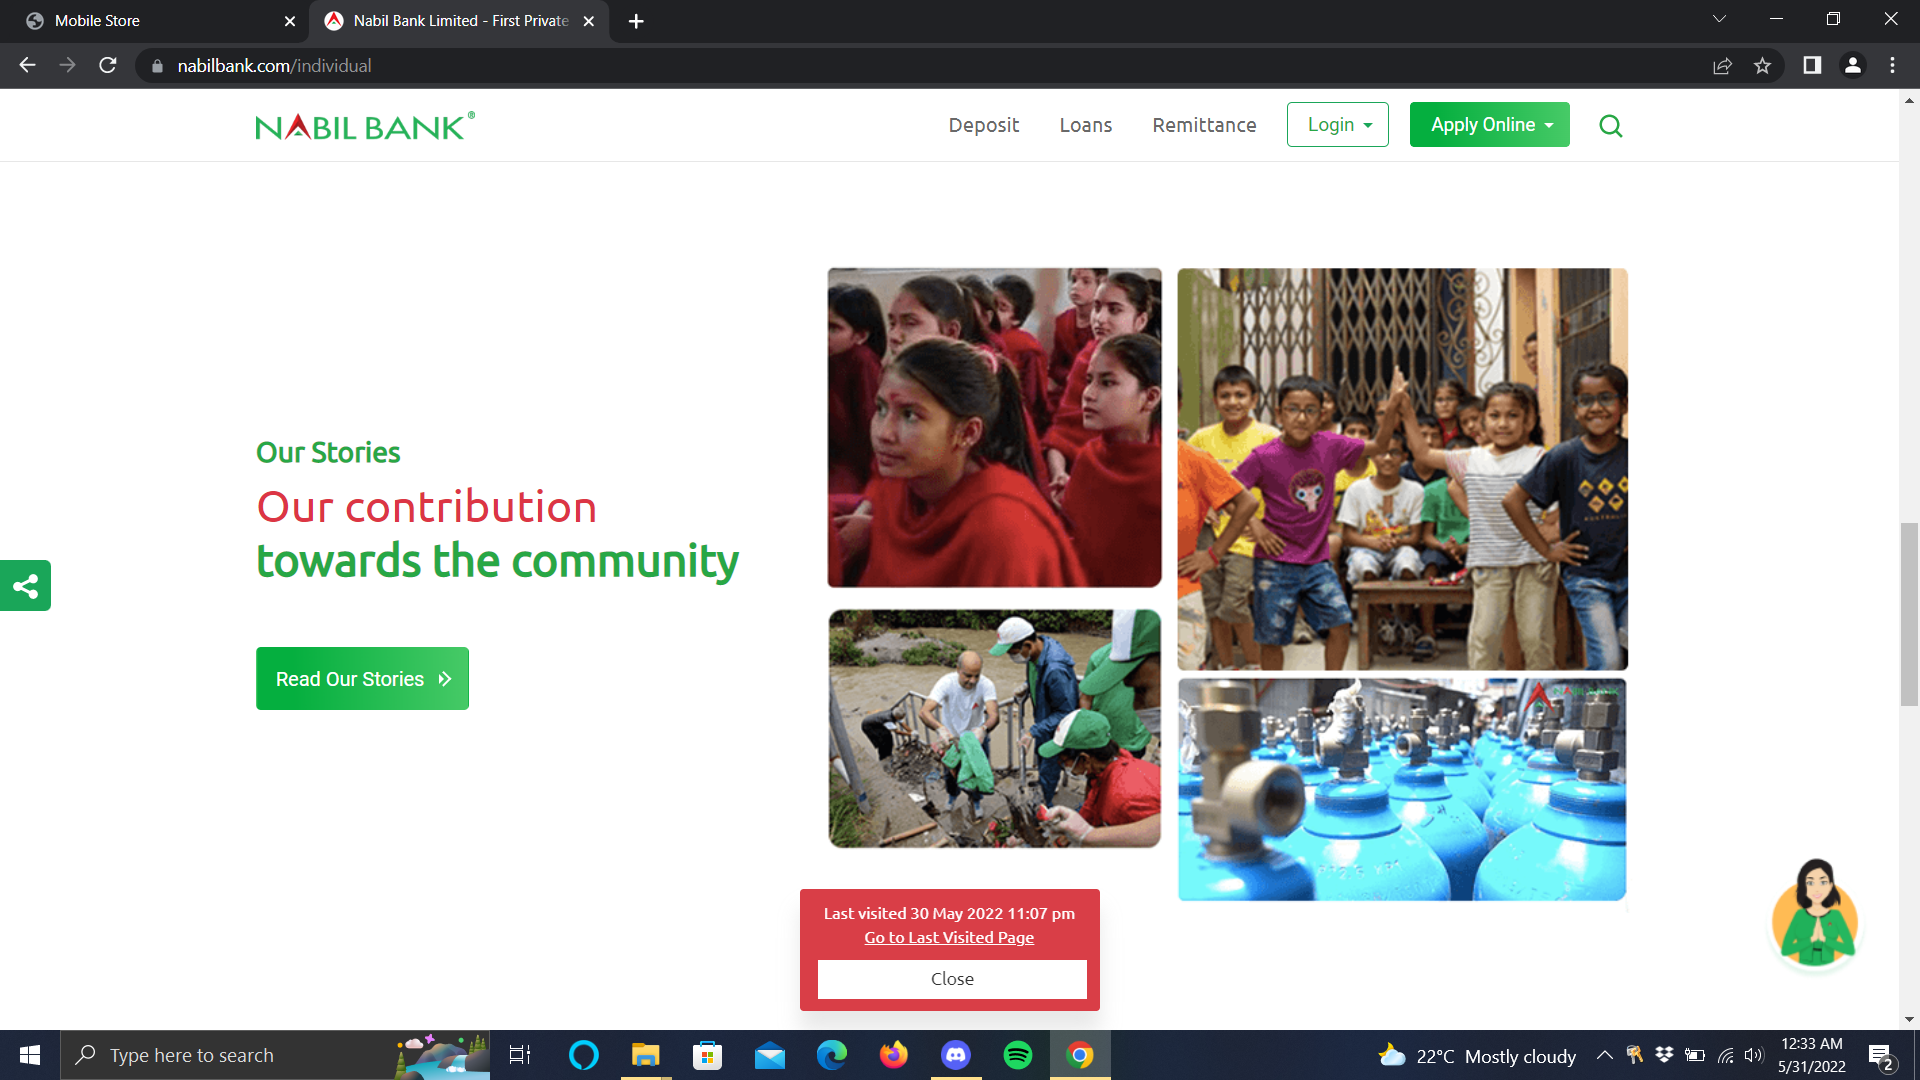 Mobile Store
Nabil Bank Limited - First Private
nabilbank.com/individual
NABIL BANK®
Deposit
Loans
Remittance
Login
Apply Online
Our Stories
Our contribution
towards the community
Read Our Stories
NABIL BANK
Last visited 30 May 2022 11:07 pm
Go to Last Visited Page
Close
Type here to search
22°C Mostly cloudy
12:33 AM
5/31/2022
2